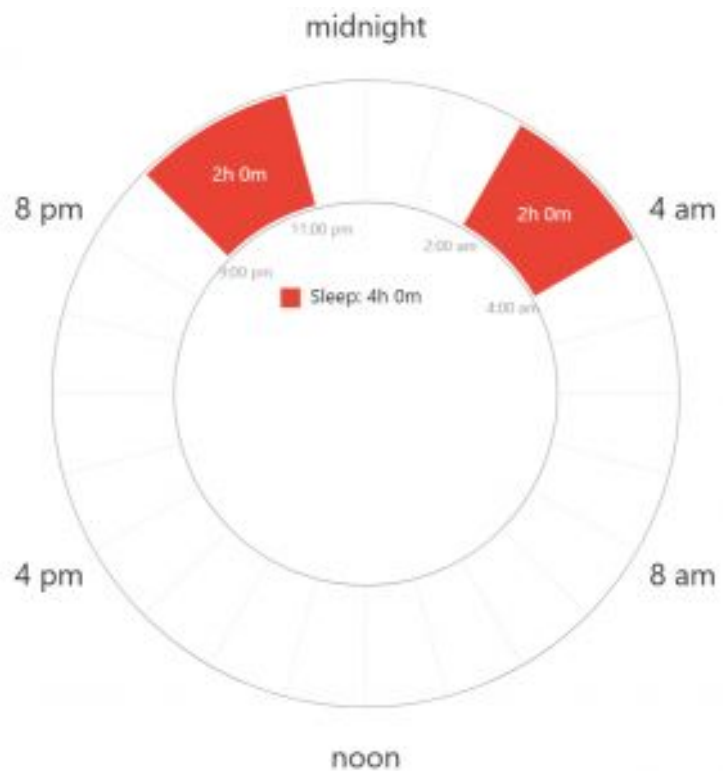 midnight
2h 0m
8 pm
2h 0m
4 am
11:00 pm
2:00 am
9:00 pm
Sleep: 4h 0m
4:00 am
4 pm
8 am
noon